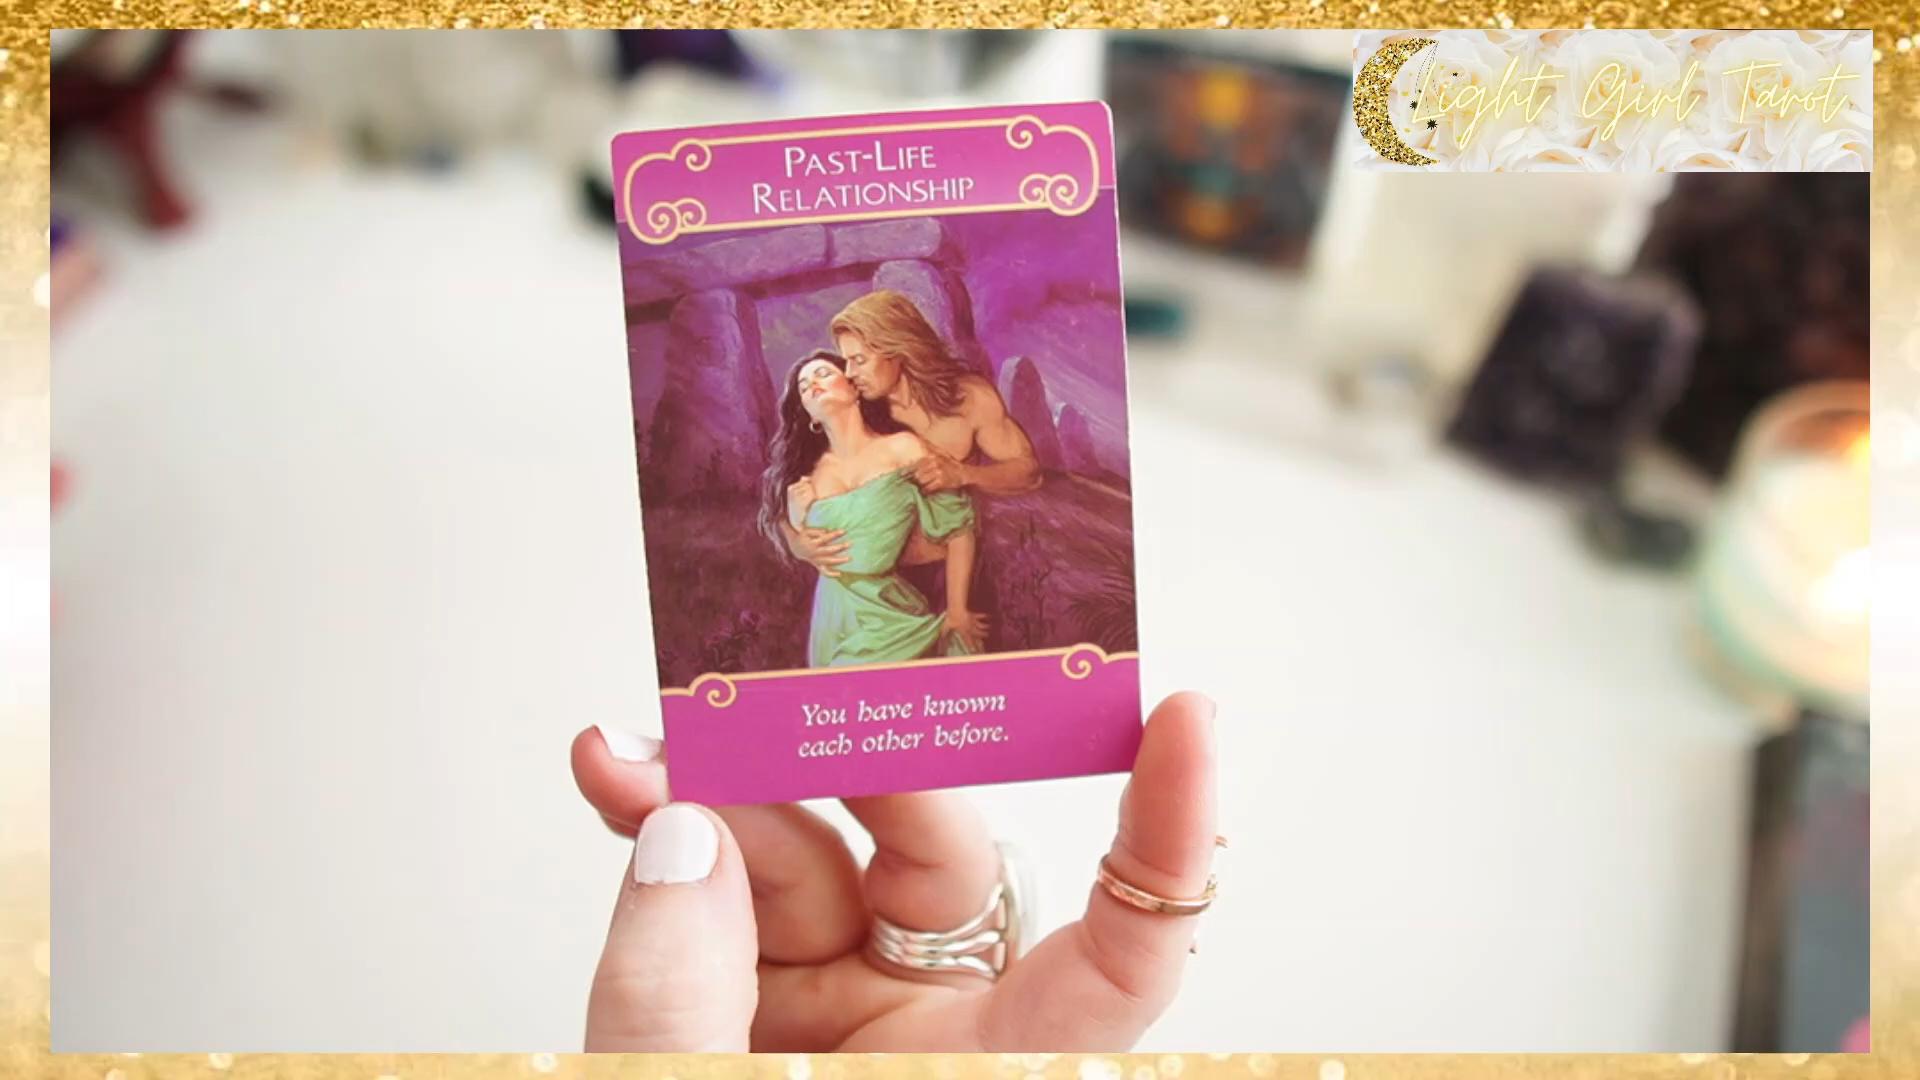 Light Girl Tarot
PAST-LIFE
RELATIONSHIP
You have known
each other before.